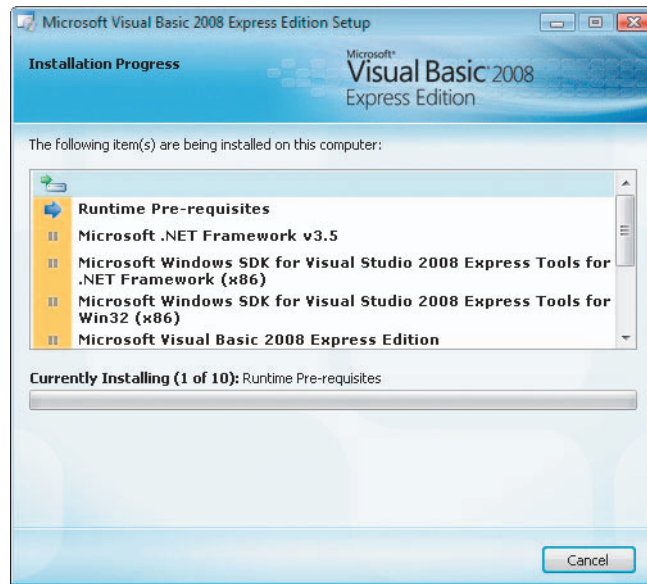 Microsoft Visual Basic 2008 Express Edition Setup
Installation Progress
Microsoft®
Visual Basic 2008
Express Edition
The following item(s) are being installed on this computer:
Runtime Pre-requisites
Microsoft .NET Framework v3.5
Microsoft Windows SDK for Visual Studio 2008 Express Tools for
.NET Framework (x86)
Microsoft Windows SDK for Visual Studio 2008 Express Tools for
Win32 (x86)
Microsoft Visual Basic 2008 Express Edition
Currently Installing (1 of 10): Runtime Pre-requisites
Cancel